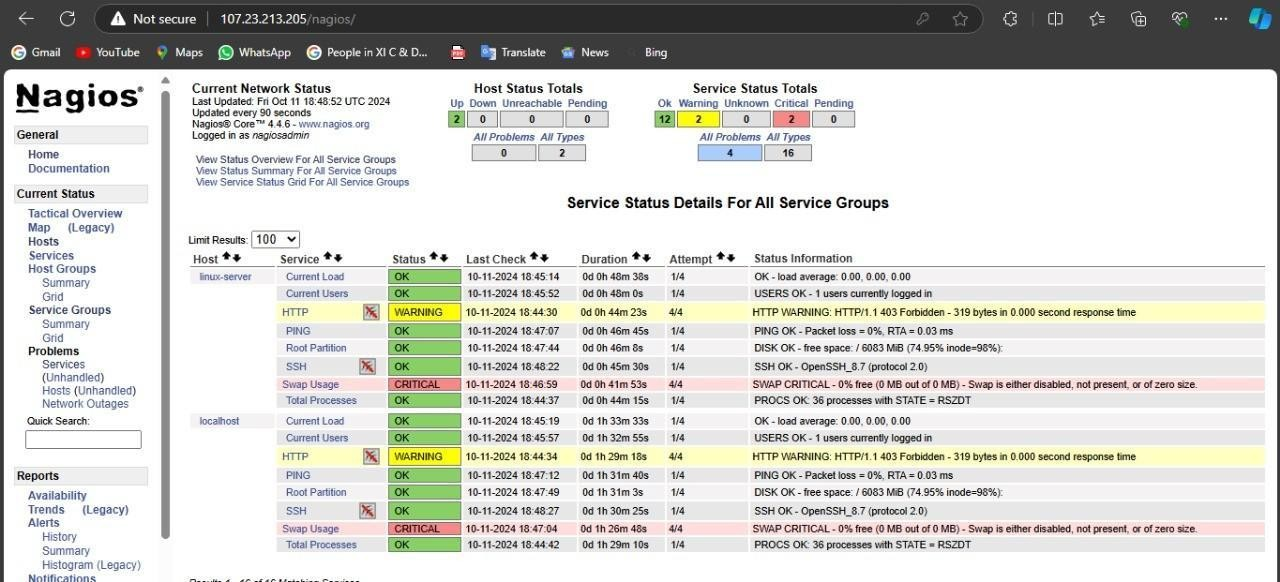 Not secure 107.23.213.205/nagios/
Gmail YouTube Maps WhatsApp People in XI C & D... Translate News Bing
Nagios®
General
Home
Documentation
Current Status
Tactical Overview
Map (Legacy)
Hosts
Services
Host Groups
Summary
Grid
Service Groups
Summary
Grid
Problems
Services
(Unhandled)
Hosts (Unhandled)
Network Outages
Quick Search:
Reports
Availability
Trends (Legacy)
Alerts
History
Summary
Histogram (Legacy)
Notifications
Current Network Status
Last Updated: Fri Oct 11 18:48:52 UTC 2024
Updated every 90 seconds
Nagios® Core™ 4.4.6 - www.nagios.org
Logged in as nagiosadmin
View Status Overview For All Service Groups
View Status Summary For All Service Groups
View Service Status Grid For All Service Groups
Host Status Totals
Up Down Unreachable Pending
2 0 0 0
All Problems All Types
0 2
Service Status Totals
Ok Warning Unknown Critical Pending
12 2 0 2 0
All Problems All Types
4 16
Service Status Details For All Service Groups
Limit Results: 100
Host Service Status Last Check Duration Attempt Status Information
linux-server Current Load OK 10-11-2024 18:45:14 0d 0h 48m 38s 1/4 OK - load average: 0.00, 0.00, 0.00
Current Users OK 10-11-2024 18:45:52 0d 0h 48m 0s 1/4 USERS OK - 1 users currently logged in
HTTP WARNING 10-11-2024 18:44:30 0d 0h 44m 23s 4/4 HTTP WARNING: HTTP/1.1 403 Forbidden - 319 bytes in 0.000 second response time
PING OK 10-11-2024 18:47:07 0d 0h 46m 45s 1/4 PING OK - Packet loss = 0%, RTA = 0.03 ms
Root Partition OK 10-11-2024 18:47:44 0d 0h 46m 8s 1/4 DISK OK - free space: / 6083 MiB (74.95% inode=98%):
SSH OK 10-11-2024 18:48:22 0d 0h 45m 30s 1/4 SSH OK - OpenSSH_8.7 (protocol 2.0)
Swap Usage CRITICAL 10-11-2024 18:46:59 0d 0h 41m 53s 4/4 SWAP CRITICAL - 0% free (0 MB out of 0 MB) - Swap is either disabled, not present, or of zero size.
Total Processes OK 10-11-2024 18:44:37 0d 0h 44m 15s 1/4 PROCS OK: 36 processes with STATE = RSZDT
localhost Current Load OK 10-11-2024 18:45:19 0d 1h 33m 33s 1/4 OK - load average: 0.00, 0.00, 0.00
Current Users OK 10-11-2024 18:45:57 0d 1h 32m 55s 1/4 USERS OK - 1 users currently logged in
HTTP WARNING 10-11-2024 18:44:34 0d 1h 29m 18s 4/4 HTTP WARNING: HTTP/1.1 403 Forbidden - 319 bytes in 0.000 second response time
PING OK 10-11-2024 18:47:12 0d 1h 31m 40s 1/4 PING OK - Packet loss = 0%, RTA = 0.03 ms
Root Partition OK 10-11-2024 18:47:49 0d 1h 31m 3s 1/4 DISK OK - free space: / 6083 MiB (74.95% inode=98%):
SSH OK 10-11-2024 18:48:27 0d 1h 30m 25s 1/4 SSH OK - OpenSSH_8.7 (protocol 2.0)
Swap Usage CRITICAL 10-11-2024 18:47:04 0d 1h 26m 48s 4/4 SWAP CRITICAL - 0% free (0 MB out of 0 MB) - Swap is either disabled, not present, or of zero size.
Total Processes OK 10-11-2024 18:44:42 0d 1h 29m 10s 1/4 PROCS OK: 36 processes with STATE = RSZDT